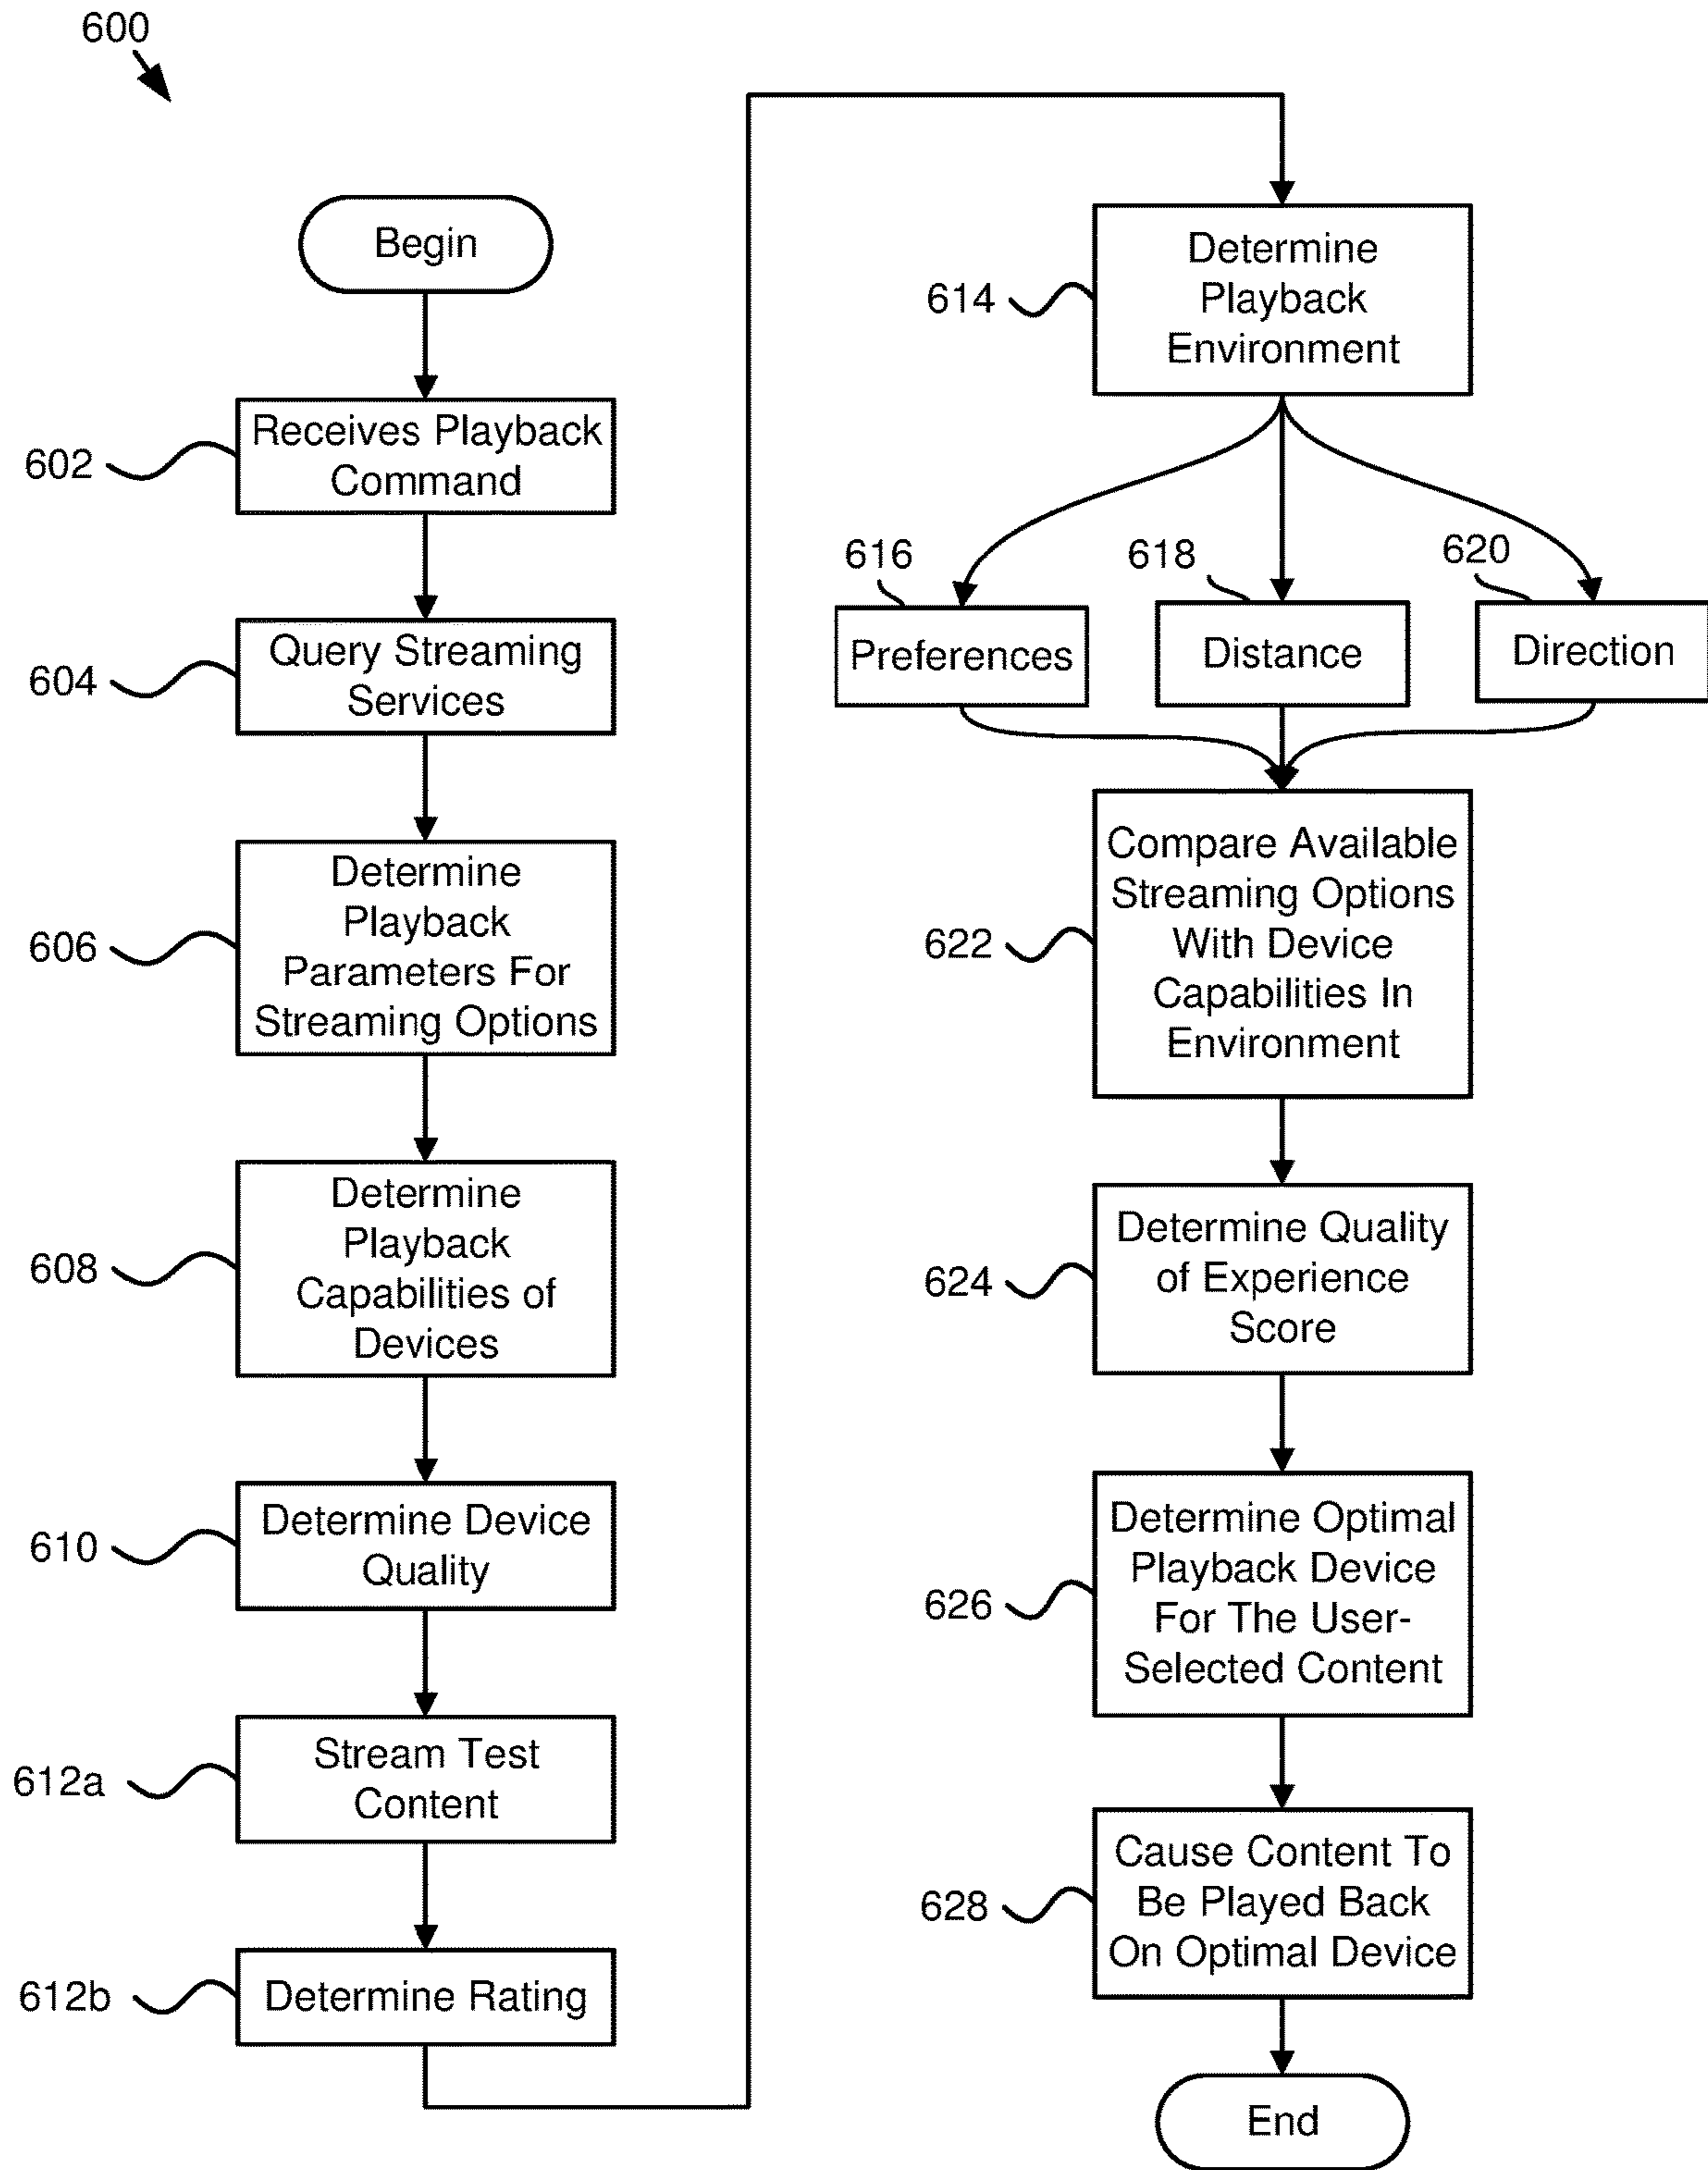 600
Begin
602
Receives Playback
Command
604
Query Streaming
Services
606
Determine
Playback
Parameters For
Streaming Options
608
Determine
Playback
Capabilities of
Devices
610
Determine Device
Quality
612a
Stream Test
Content
612b
Determine Rating
614
Determine
Playback
Environment
616
Preferences
618
Distance
620
Direction
622
Compare Available
Streaming Options
With Device
Capabilities In
Environment
624
Determine Quality
of Experience
Score
626
Determine Optimal
Playback Device
For The User-
Selected Content
628
Cause Content To
Be Played Back
On Optimal Device
End